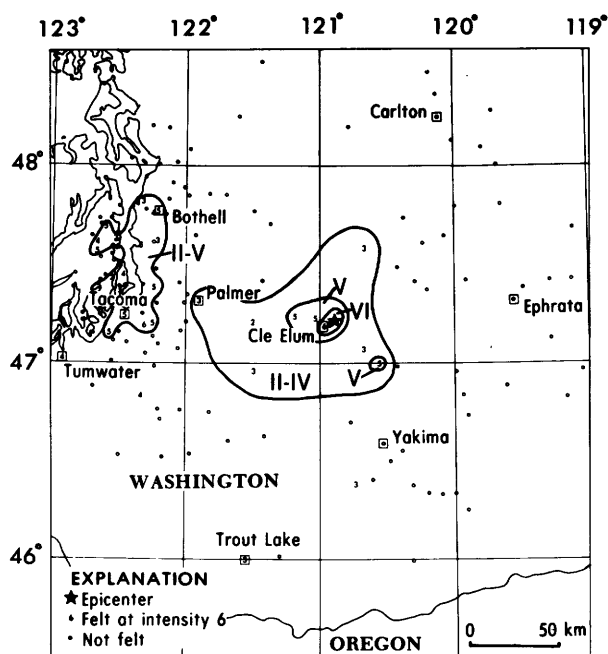 123° 122° 121° 120° 119°
Carlton
48°
Bothell
II-V
V
Palmer
Tacoma
VI
Ephrata
Cle Elum
47°
Tumwater
II-IV
V
Yakima
WASHINGTON
Trout Lake
46°
EXPLANATION
Epicenter
Felt at intensity 6
Not felt
0 50 km
OREGON